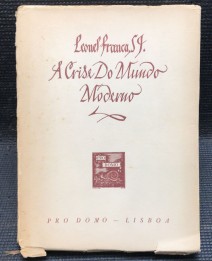 Leonel Franca, S.J.
A Crise Do Mundo
Moderno
PRO DOMO — LISBOA